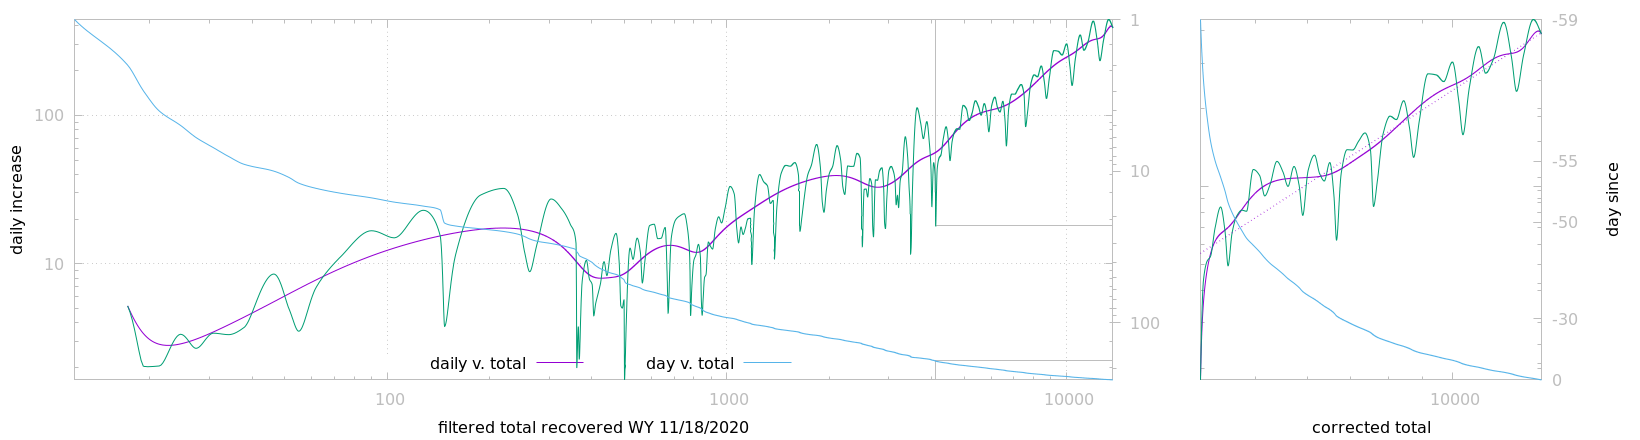 daily increase
100
10
daily v. total
day v. total
100
1000
10000
filtered total recovered WY 11/18/2020
1
10
100
10000
corrected total
-59
-55
-50
-30
0
day since